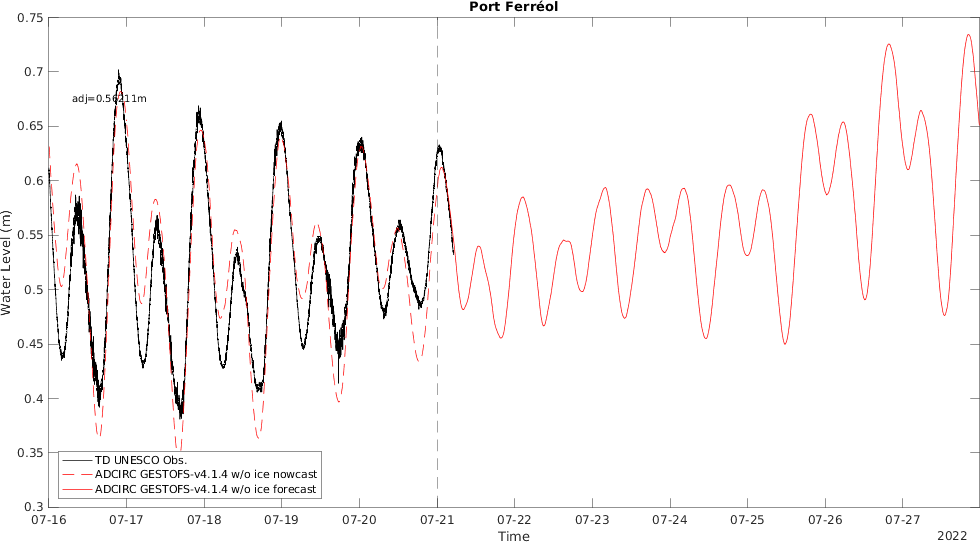 Port Ferréol
0.75
0.7
0.65
0.6
0.55
0.5
0.45
0.4
0.35
0.3
Water Level (m)
adj=0.56211m
TD UNESCO Obs.
ADCIRC GESTOFS-v4.1.4 w/o ice nowcast
ADCIRC GESTOFS-v4.1.4 w/o ice forecast
07-16 07-17 07-18 07-19 07-20 07-21 07-22 07-23 07-24 07-25 07-26 07-27
Time
2022